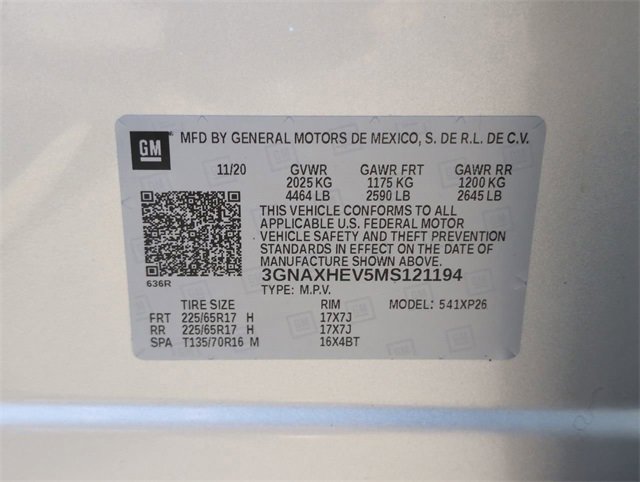 GM MFD BY GENERAL MOTORS DE MEXICO, S. DE R.L. DE C.V.
11/20 GVWR GAWR FRT GAWR RR
2025 KG 1175 KG 1200 KG
4464 LB 2590 LB 2645 LB
THIS VEHICLE CONFORMS TO ALL
APPLICABLE U.S. FEDERAL MOTOR
VEHICLE SAFETY AND THEFT PREVENTION
STANDARDS IN EFFECT ON THE DATE OF
MANUFACTURE SHOWN ABOVE.
3GNAXHEV5MS121194
636R TYPE: M.P.V.
TIRE SIZE RIM MODEL: 541XP26
FRT 225/65R17 H 17X7J
RR 225/65R17 H 17X7J
SPA T135/70R16 M 16X4BT